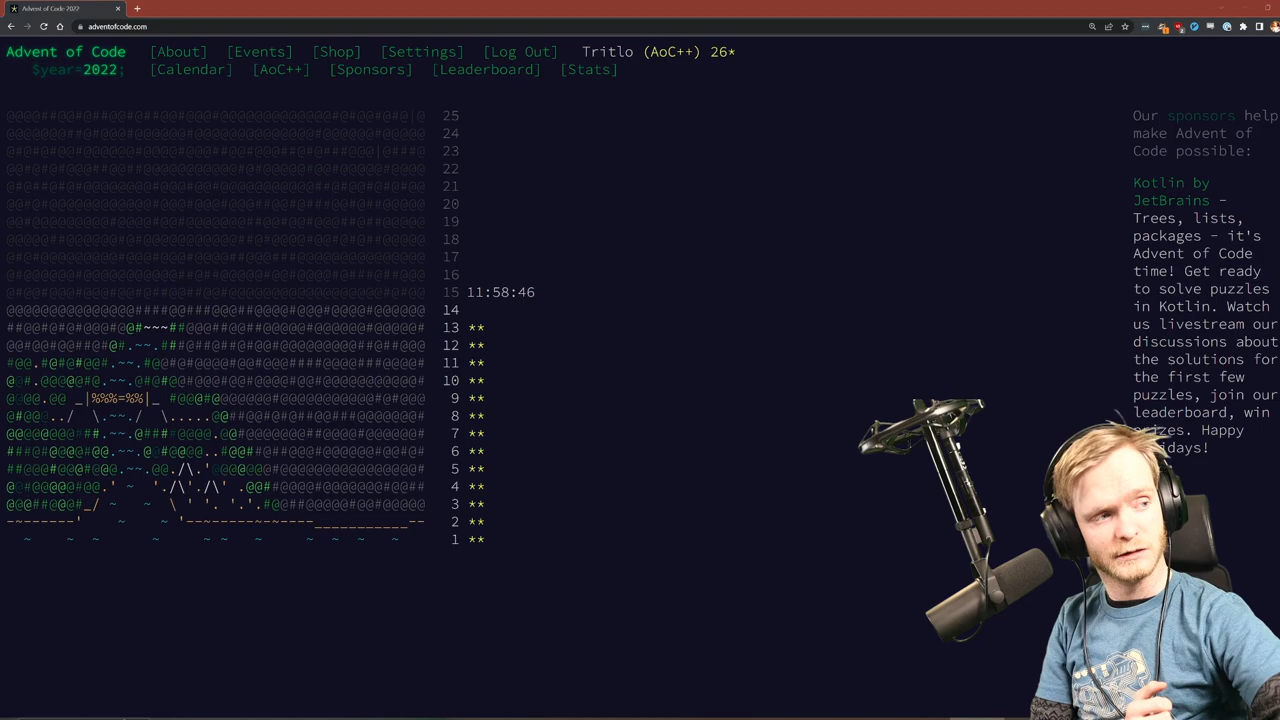 Advent of Code 2022
adventofcode.com
Advent of Code [About] [Events] [Shop] [Settings] [Log Out] Tritlo (AoC++) 26*
$year=2022; [Calendar] [AoC++] [Sponsors] [Leaderboard] [Stats]
25
24
23
22
21
20
19
18
17
16
15 11:58:46
14
13 **
12 **
11 **
10 **
9 **
8 **
7 **
6 **
5 **
4 **
3 **
2 **
1 **
Our sponsors help
make Advent of
Code possible:
Kotlin by
JetBrains -
Trees, lists,
packages - it's
Advent of Code
time! Get ready
to solve puzzles
in Kotlin. Watch
us livestream our
discussions about
the solutions for
the first few
puzzles, join our
leaderboard, win
Happy